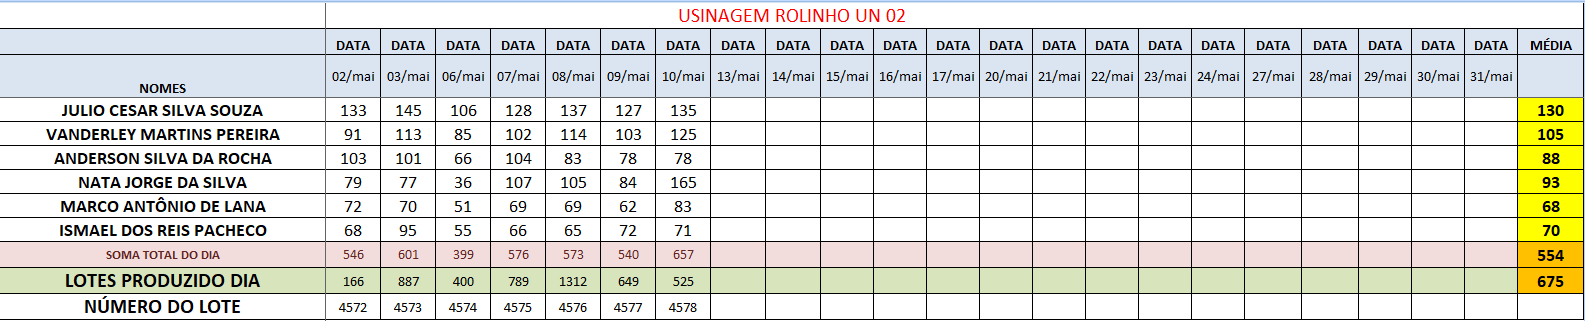 USINAGEM ROLINHO UN 02
DATA DATA DATA DATA DATA DATA DATA DATA DATA DATA DATA DATA DATA DATA DATA DATA DATA DATA DATA DATA DATA DATA MÉDIA
NOMES 02/mai 03/mai 06/mai 07/mai 08/mai 09/mai 10/mai 13/mai 14/mai 15/mai 16/mai 17/mai 20/mai 21/mai 22/mai 23/mai 24/mai 27/mai 28/mai 29/mai 30/mai 31/mai
JULIO CESAR SILVA SOUZA 133 145 106 128 137 127 135 130
VANDERLEY MARTINS PEREIRA 91 113 85 102 114 103 125 105
ANDERSON SILVA DA ROCHA 103 101 66 104 83 78 78 88
NATA JORGE DA SILVA 79 77 36 107 105 84 165 93
MARCO ANTÔNIO DE LANA 72 70 51 69 69 62 83 68
ISMAEL DOS REIS PACHECO 68 95 55 66 65 72 71 70
SOMA TOTAL DO DIA 546 601 399 576 573 540 657 554
LOTES PRODUZIDO DIA 166 887 400 789 1312 649 525 675
NÚMERO DO LOTE 4572 4573 4574 4575 4576 4577 4578